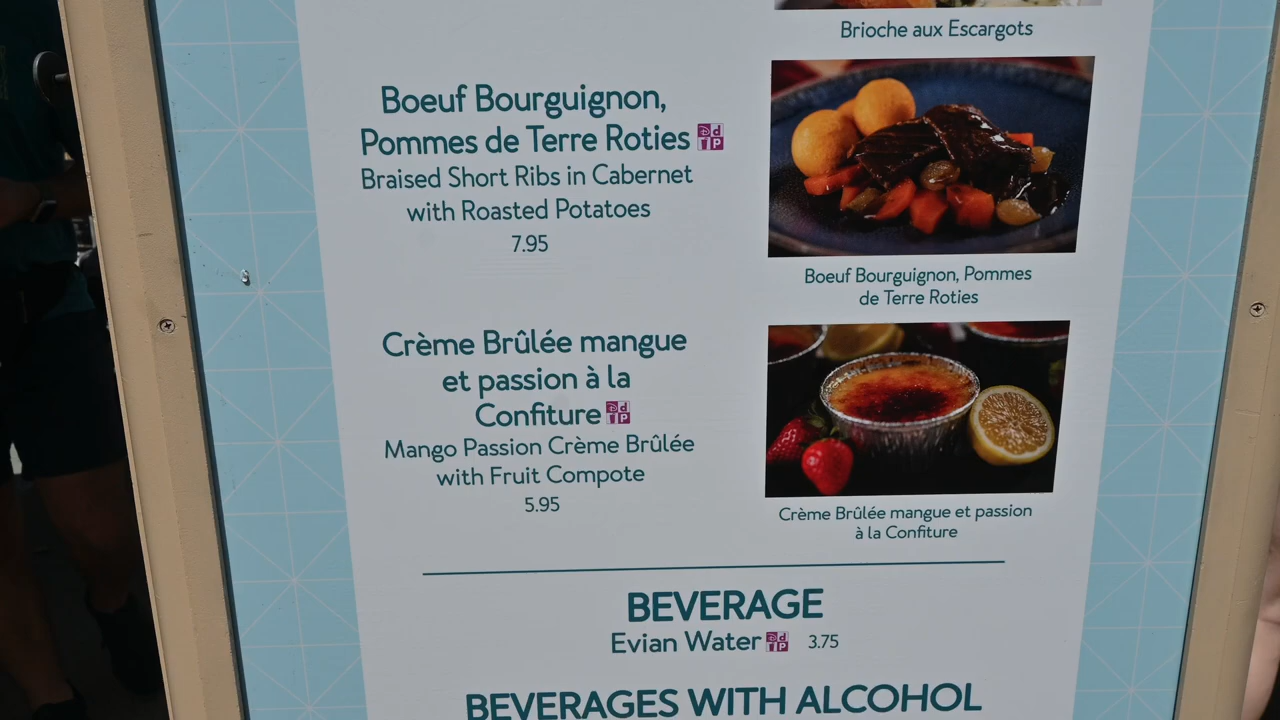 Brioche aux Escargots
Boeuf Bourguignon,
Pommes de Terre Roties
Braised Short Ribs in Cabernet
with Roasted Potatoes
7.95
Boeuf Bourguignon, Pommes
de Terre Roties
Crème Brûlée mangue
et passion à la
Confiture
Mango Passion Crème Brûlée
with Fruit Compote
5.95
Crème Brûlée mangue et passion
à la Confiture
BEVERAGE
Evian Water 3.75
BEVERAGES WITH ALCOHOL